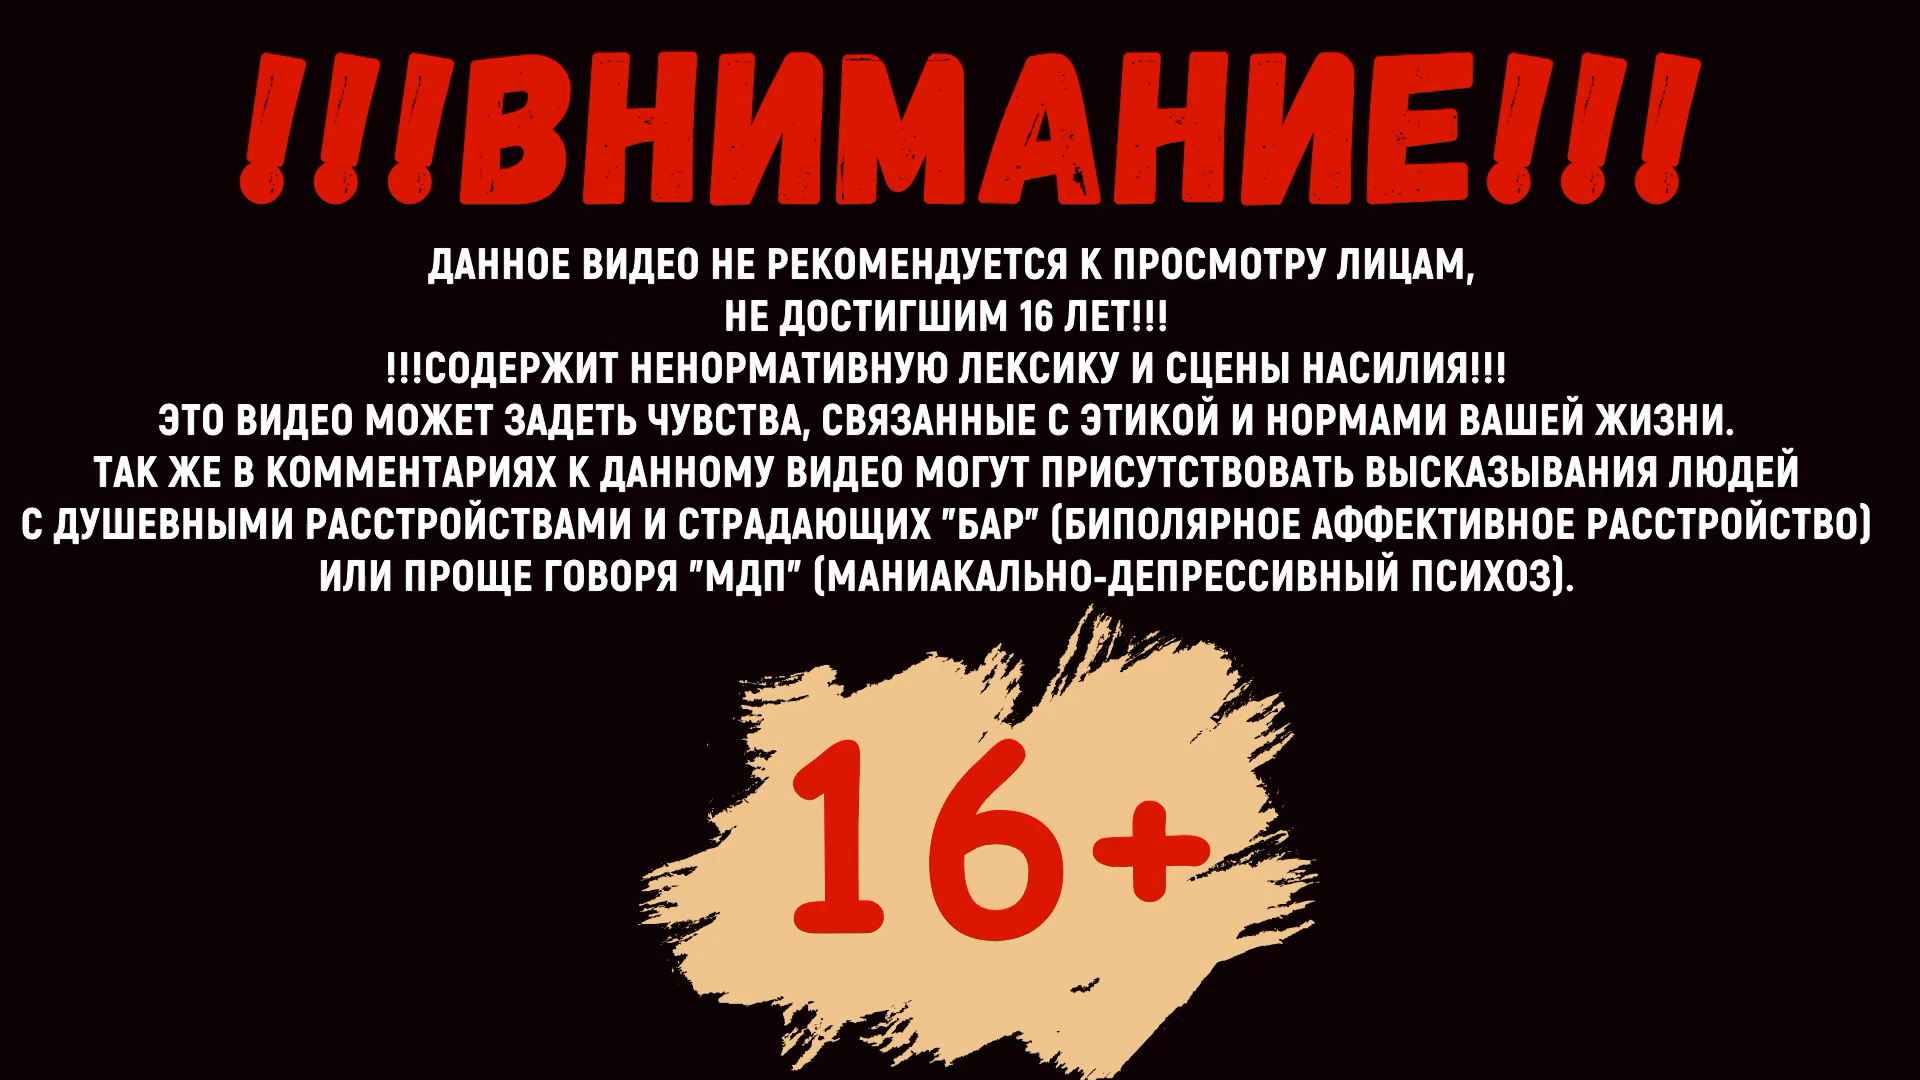 !!!ВНИМАНИЕ!!!
ДАННОЕ ВИДЕО НЕ РЕКОМЕНДУЕТСЯ К ПРОСМОТРУ ЛИЦАМ,
НЕ ДОСТИГШИМ 16 ЛЕТ!!!
!!!СОДЕРЖИТ НЕНОРМАТИВНУЮ ЛЕКСИКУ И СЦЕНЫ НАСИЛИЯ!!!
ЭТО ВИДЕО МОЖЕТ ЗАДЕТЬ ЧУВСТВА, СВЯЗАННЫЕ С ЭТИКОЙ И НОРМАМИ ВАШЕЙ ЖИЗНИ.
ТАК ЖЕ В КОММЕНТАРИЯХ К ДАННОМУ ВИДЕО МОГУТ ПРИСУТСТВОВАТЬ ВЫСКАЗЫВАНИЯ ЛЮДЕЙ
С ДУШЕВНЫМИ РАССТРОЙСТВАМИ И СТРАДАЮЩИХ "БАР" (БИПОЛЯРНОЕ АФФЕКТИВНОЕ РАССТРОЙСТВО)
ИЛИ ПРОЩЕ ГОВОРЯ "МДП" (МАНИАКАЛЬНО-ДЕПРЕССИВНЫЙ ПСИХОЗ).
16+